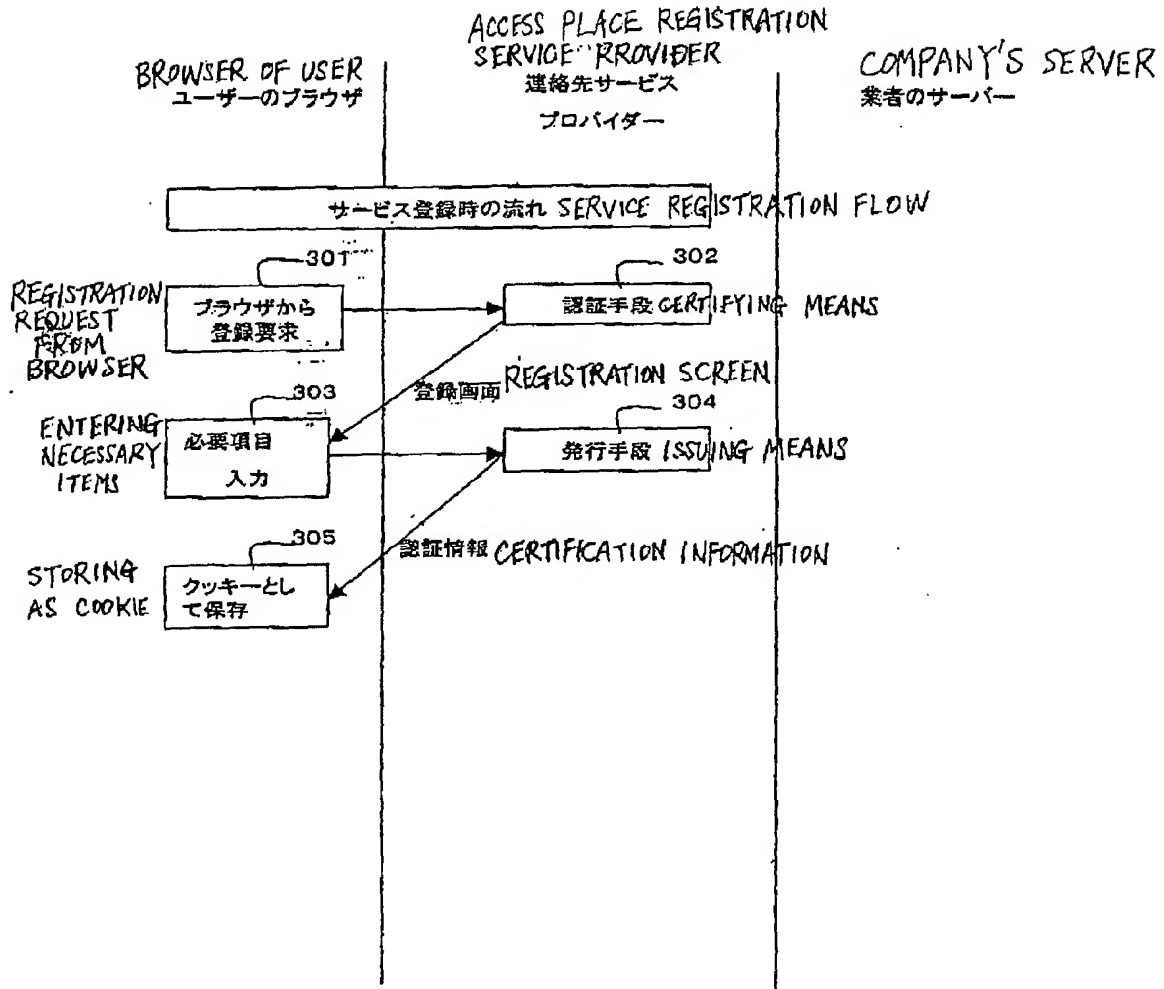 BROWSER OF USER
ユーザーのブラウザ
ACCESS PLACE REGISTRATION
SERVICE PRROVIDER
連絡先サービス
プロバイダー
COMPANY'S SERVER
業者のサーバー
サービス登録時の流れ SERVICE REGISTRATION FLOW
301
302
REGISTRATION
REQUEST
FROM
BROWSER
ブラウザから
登録要求
認証手段 CERTIFYING MEANS
登録画面 REGISTRATION SCREEN
303
304
ENTERING
NECESSARY
ITEMS
必要項目
入力
発行手段 ISSUING MEANS
305
認証情報 CERTIFICATION INFORMATION
STORING
AS COOKIE
クッキーとし
て保存